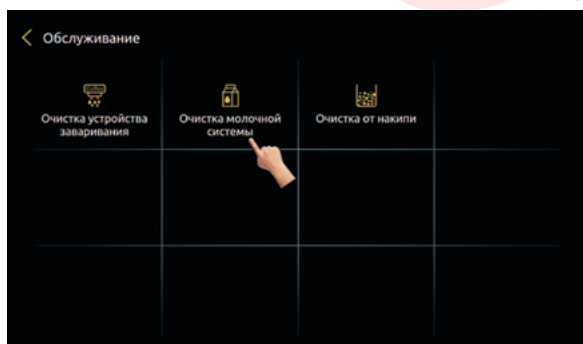 Обслуживание
Очистка устройства
заваривания
Очистка молочной
системы
Очистка от накипи